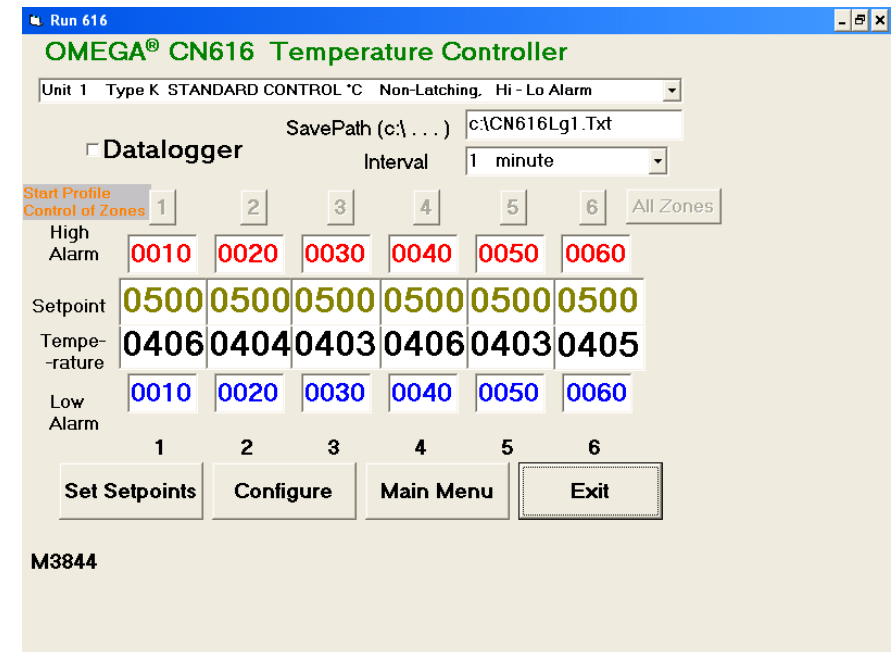 Run 616
OMEGA® CN616 Temperature Controller
Unit 1 Type K STANDARD CONTROL °C Non-Latching, Hi - Lo Alarm
SavePath (c:\ . . . ) c:\CN616Lg1.Txt
Datalogger
Interval 1 minute
Start Profile
Control of Zones 1 2 3 4 5 6 All Zones
High
Alarm 0010 0020 0030 0040 0050 0060
Setpoint 0500 0500 0500 0500 0500 0500
Tempe-
-rature 0406 0404 0403 0406 0403 0405
Low
Alarm 0010 0020 0030 0040 0050 0060
1 2 3 4 5 6
Set Setpoints Configure Main Menu Exit
M3844